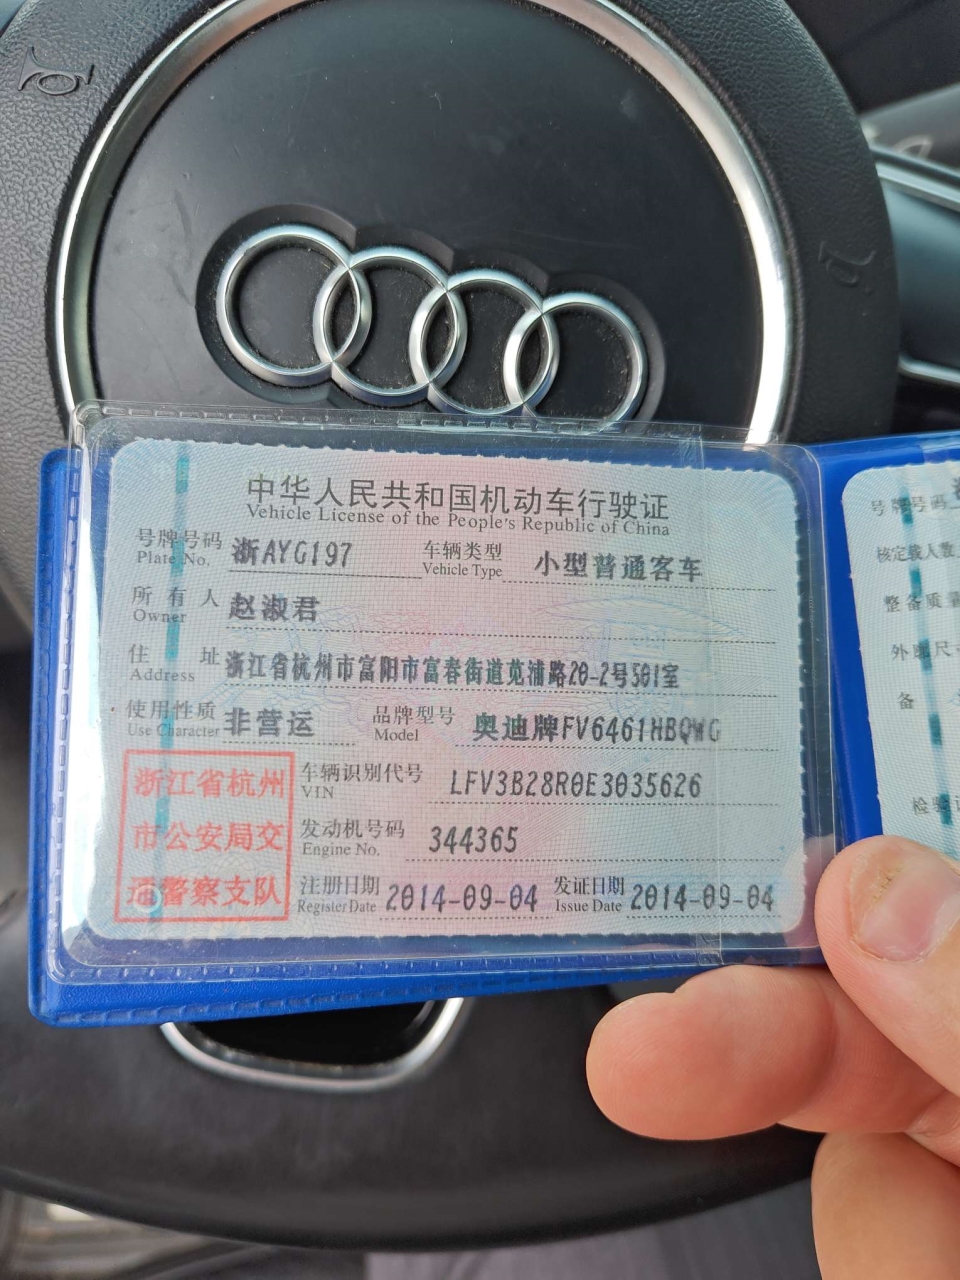 中华人民共和国机动车行驶证
Vehicle License of the People's Republic of China
号牌号码 浙AYG197 车辆类型 小型普通客车
Plate No. Vehicle Type
所有人 赵淑君
Owner
住址 浙江省杭州市富阳市富春街道苋浦路20-2号501室
Address
使用性质 非营运 品牌型号 奥迪牌FV6461HBQWG
Use Character Model
浙江省杭州
市公安局交
通警察支队
车辆识别代号 LFV3B28R0E3035626
VIN
发动机号码 344365
Engine No.
注册日期 2014-09-04 发证日期 2014-09-04
Register Date Issue Date
号牌号码
核定载人数
整备质量
外廓尺寸
备
检验